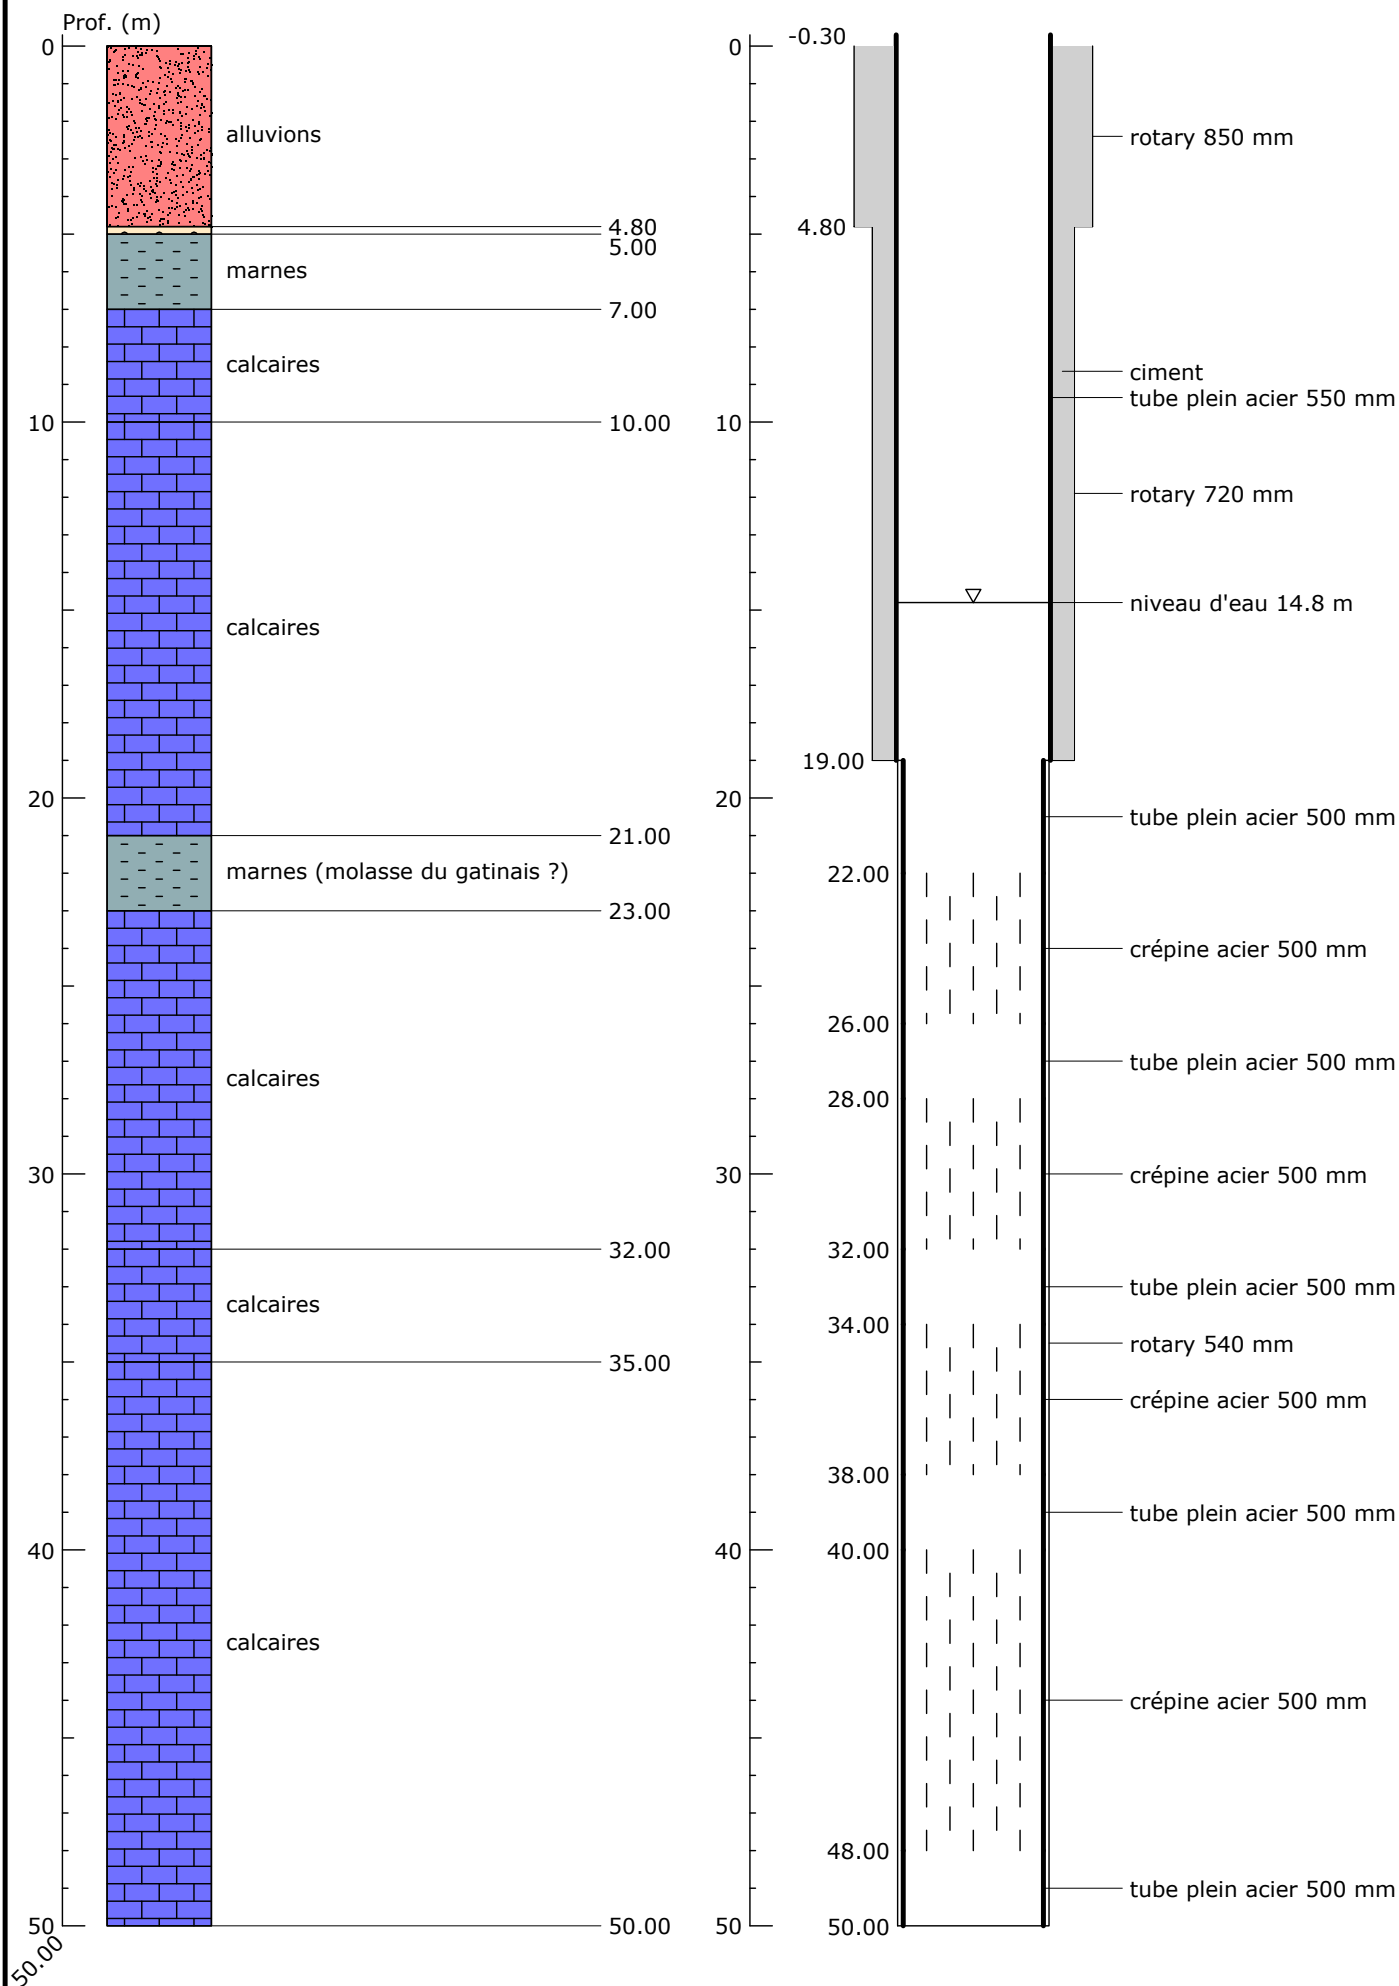 Prof. (m)
0
alluvions
4.80
5.00
marnes
7.00
calcaires
10
10.00
calcaires
20
21.00
marnes (molasse du gatinais ?)
23.00
calcaires
30
32.00
calcaires
35.00
40
calcaires
50
50.00
50.00
0
-0.30
rotary 850 mm
4.80
ciment
tube plein acier 550 mm
10
rotary 720 mm
niveau d'eau 14.8 m
19.00
20
tube plein acier 500 mm
22.00
crépine acier 500 mm
26.00
tube plein acier 500 mm
28.00
30
crépine acier 500 mm
32.00
tube plein acier 500 mm
34.00
rotary 540 mm
crépine acier 500 mm
38.00
tube plein acier 500 mm
40
40.00
crépine acier 500 mm
48.00
tube plein acier 500 mm
50
50.00